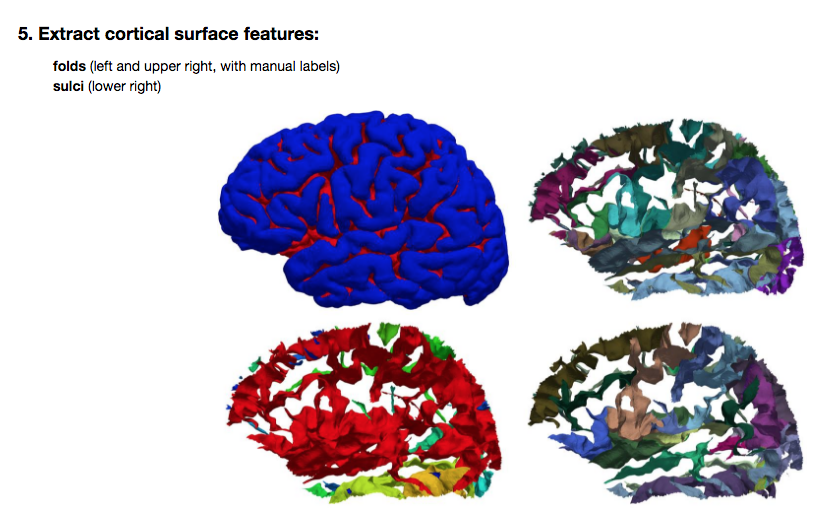 5. Extract cortical surface features:
folds (left and upper right, with manual labels)
sulci (lower right)